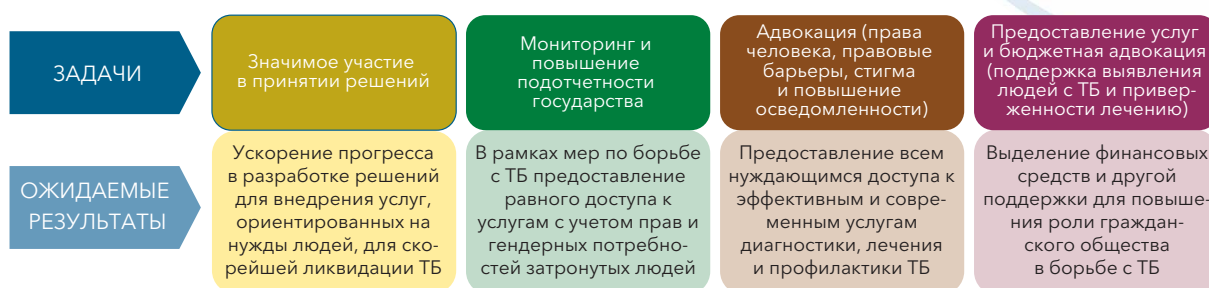 ЗАДАЧИ
Значимое участие
в принятии решений
Мониторинг и
повышение
подотчетности
государства
Адвокация (права
человека, правовые
барьеры, стигма
и повышение
осведомленности)
Предоставление услуг
и бюджетная адвокация
(поддержка выявления
людей с ТБ и привер-
женности лечению)
ОЖИДАЕМЫЕ
РЕЗУЛЬТАТЫ
Ускорение прогресса
в разработке решений
для внедрения услуг,
ориентированных на
нужды людей, для ско-
рейшей ликвидации ТБ
В рамках мер по борьбе
с ТБ предоставление
равного доступа к
услугам с учетом прав и
гендерных потребно-
стей затронутых людей
Предоставление всем
нуждающимся доступа к
эффективным и совре-
менным услугам
диагностики, лечения
и профилактики ТБ
Выделение финансовых
средств и другой
поддержки для повыше-
ния роли граждан-
ского общества
в борьбе с ТБ